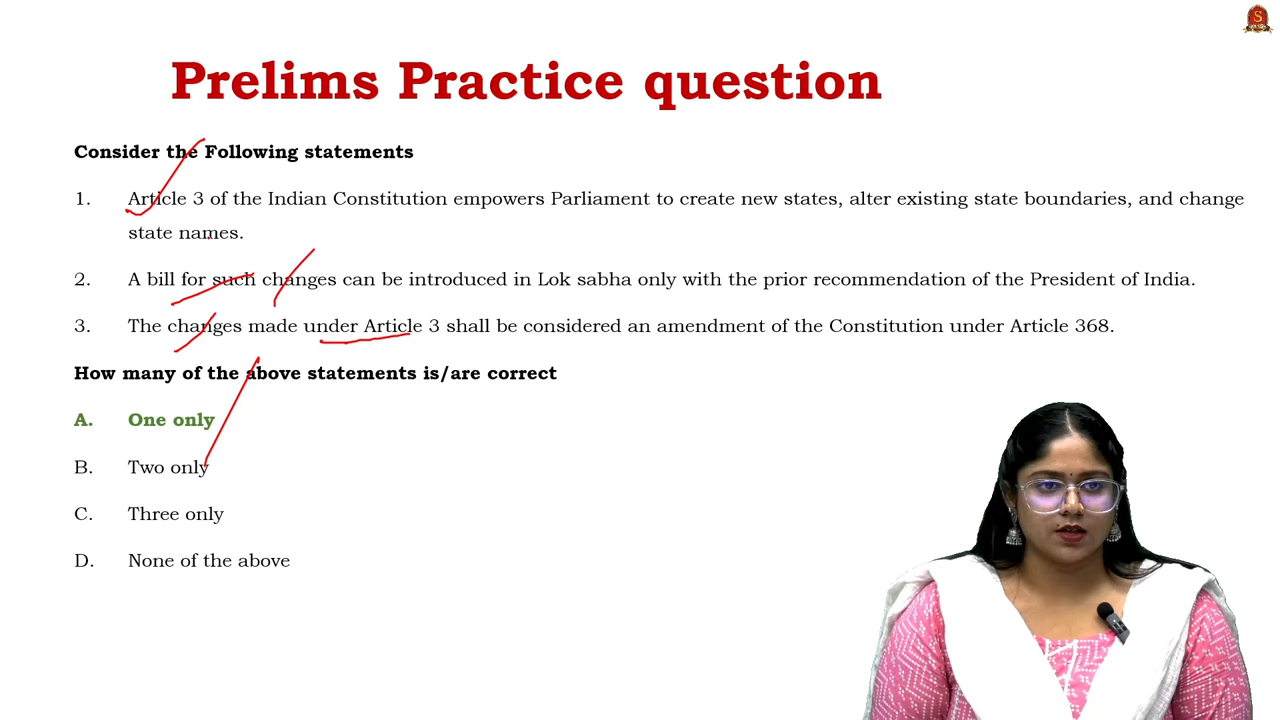 Prelims Practice question
Consider the Following statements
1. Article 3 of the Indian Constitution empowers Parliament to create new states, alter existing state boundaries, and change
state names.
2. A bill for such changes can be introduced in Lok sabha only with the prior recommendation of the President of India.
3. The changes made under Article 3 shall be considered an amendment of the Constitution under Article 368.
How many of the above statements is/are correct
A. One only
B. Two only
C. Three only
D. None of the above
S